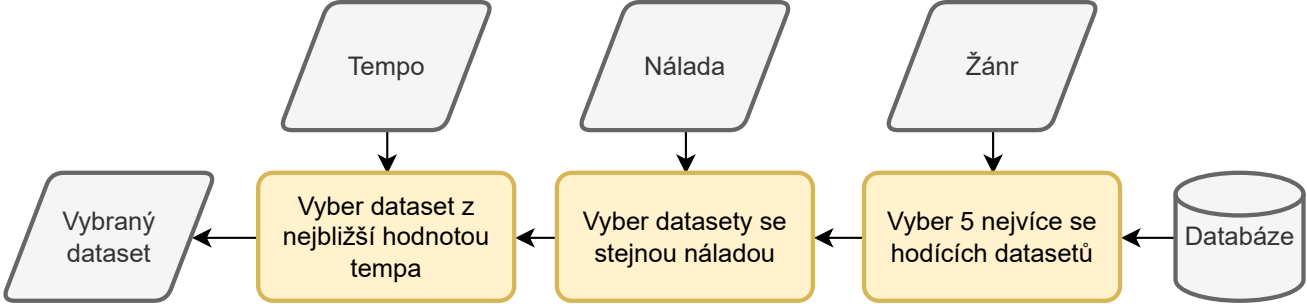 Tempo
Nálada
Žánr
Vybraný
dataset
Vyber dataset z
nejbližší hodnotou
tempa
Vyber datasety se
stejnou náladou
Vyber 5 nejvíce se
hodících datasetů
Databáze